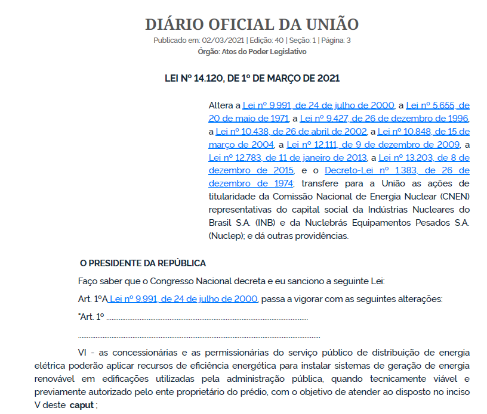 DIÁRIO OFICIAL DA UNIÃO
Publicado em: 02/03/2021 | Edição: 40 | Seção: 1 | Página: 3
Órgão: Atos do Poder Legislativo
LEI Nº 14.120, DE 1º DE MARÇO DE 2021
Altera a Lei nº 9.991, de 24 de julho de 2000, a Lei nº 5.655, de
20 de maio de 1971, a Lei nº 9.427, de 26 de dezembro de 1996,
a Lei nº 10.438, de 26 de abril de 2002, a Lei nº 10.848, de 15 de
março de 2004, a Lei nº 12.111, de 9 de dezembro de 2009, a
Lei nº 12.783, de 11 de janeiro de 2013, a Lei nº 13.203, de 8 de
dezembro de 2015, e o Decreto-Lei nº 1.383, de 26 de
dezembro de 1974, transfere para a União as ações de
titularidade da Comissão Nacional de Energia Nuclear (CNEN)
representativas do capital social da Indústrias Nucleares do
Brasil S.A. (INB) e da Nuclebrás Equipamentos Pesados S.A.
(Nuclep); e dá outras providências.
O PRESIDENTE DA REPÚBLICA
Faço saber que o Congresso Nacional decreta e eu sanciono a seguinte Lei:
Art. 1ºA Lei nº 9.991, de 24 de julho de 2000, passa a vigorar com as seguintes alterações:
"Art. 1º ................................................................................
................................................................................................
VI - as concessionárias e as permissionárias do serviço público de distribuição de energia
elétrica poderão aplicar recursos de eficiência energética para instalar sistemas de geração de energia
renovável em edificações utilizadas pela administração pública, quando tecnicamente viável e
previamente autorizado pelo ente proprietário do prédio, com o objetivo de atender ao disposto no inciso
V deste caput ;